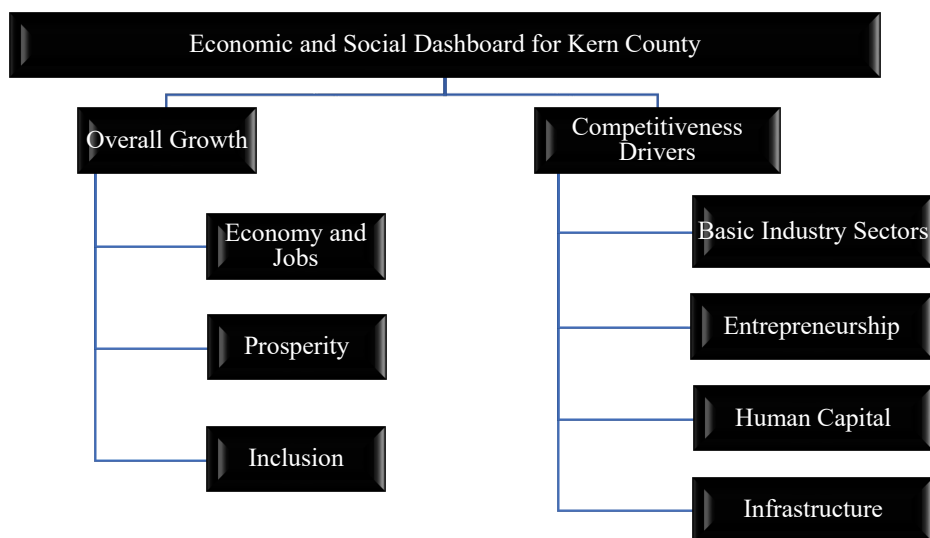 Economic and Social Dashboard for Kern County
Overall Growth
Economy and
Jobs
Prosperity
Inclusion
Competitiveness
Drivers
Basic Industry Sectors
Entrepreneurship
Human Capital
Infrastructure